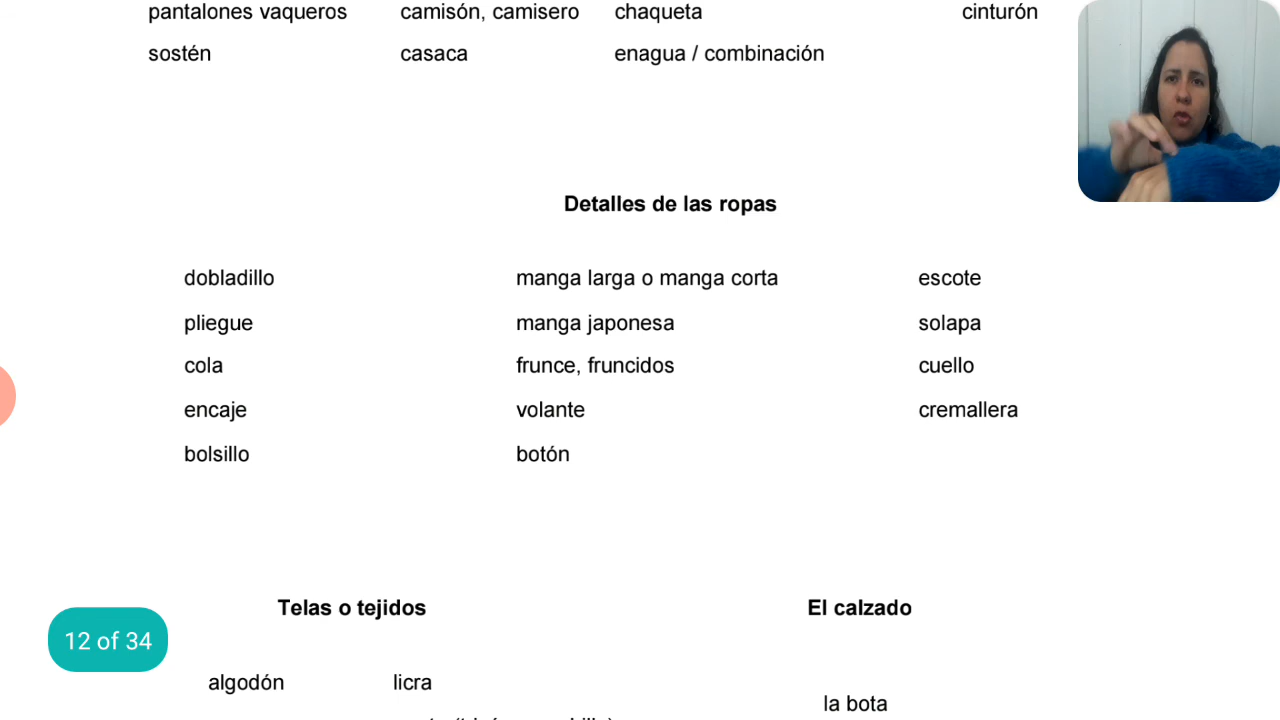 pantalones vaqueros camisón, camisero chaqueta cinturón
sostén casaca enagua / combinación
Detalles de las ropas
dobladillo manga larga o manga corta escote
pliegue manga japonesa solapa
cola frunce, fruncidos cuello
encaje volante cremallera
bolsillo botón
Telas o tejidos El calzado
12 of 34
algodón licra
la bota